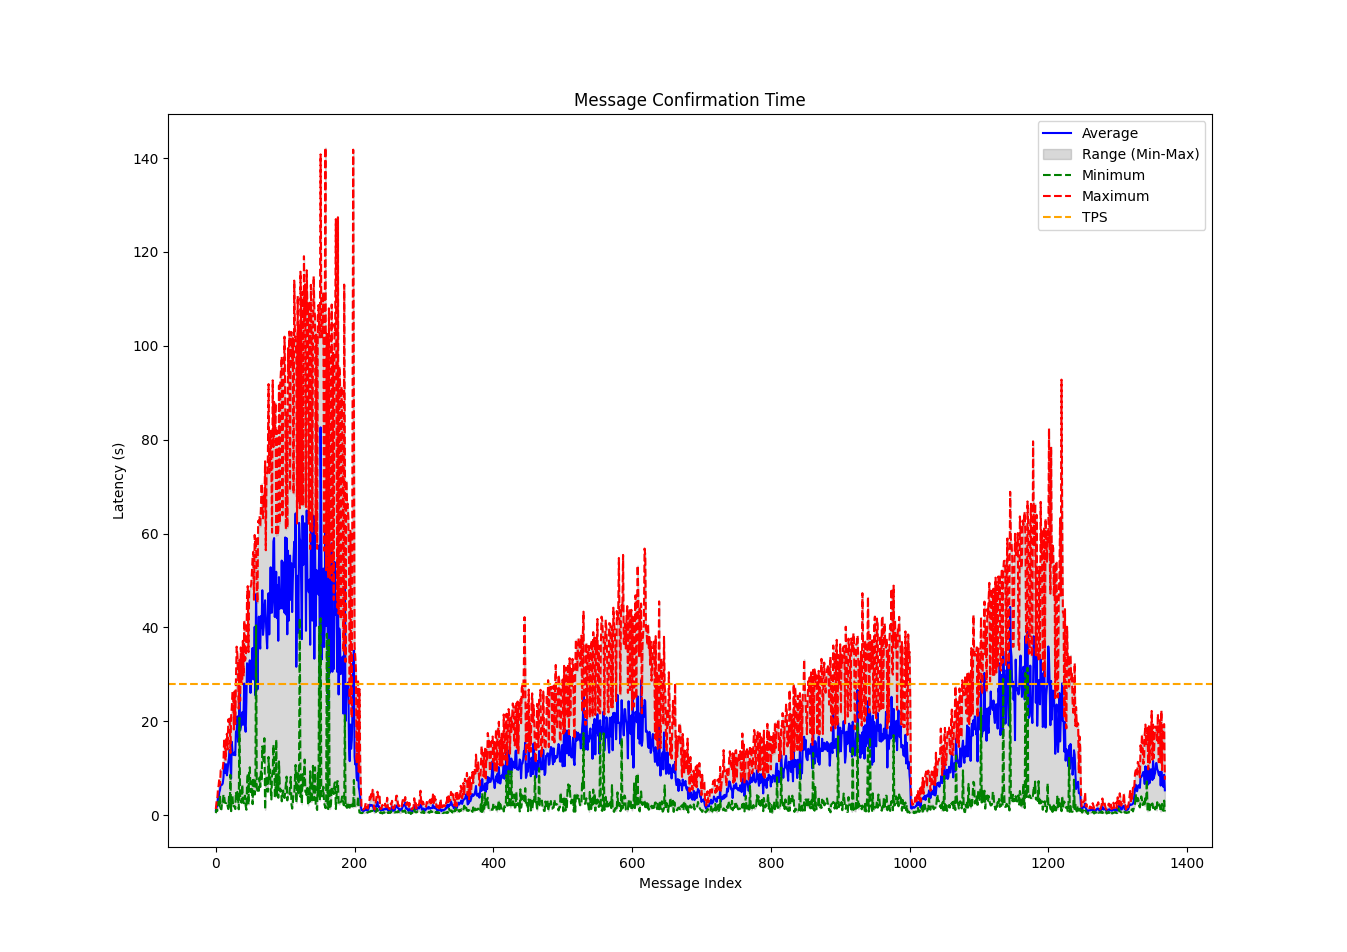 Message Confirmation Time
Average
Range (Min-Max)
Minimum
Maximum
TPS
Latency (s)
140
120
100
80
60
40
20
0
0 200 400 600 800 1000 1200 1400
Message Index